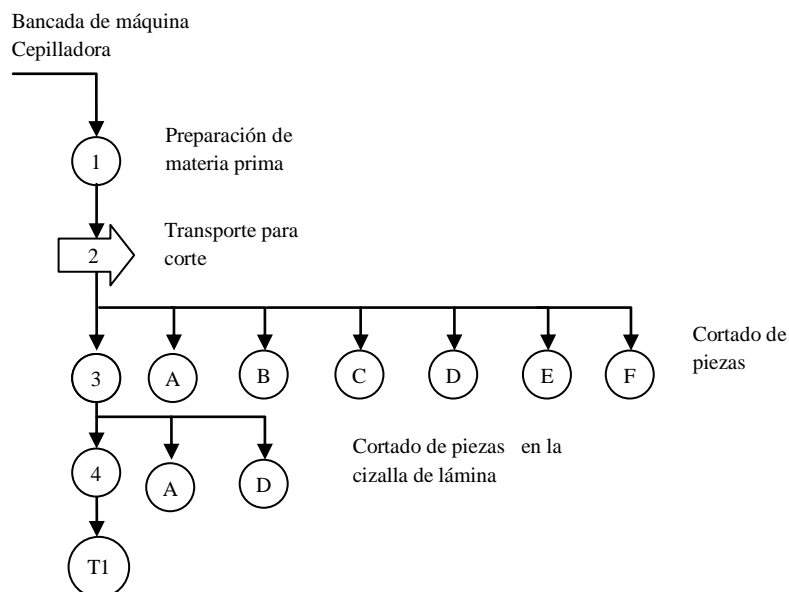 Bancada de máquina
Cepilladora
1
Preparación de
materia prima
2
Transporte para
corte
3 A B C D E F
Cortado de
piezas
4 A D
Cortado de piezas en la
cizalla de lámina
T1